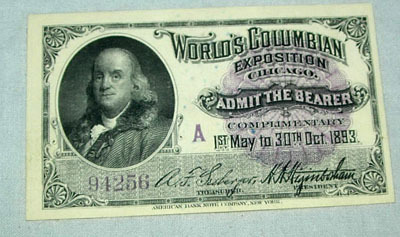 WORLD'S COLUMBIAN
EXPOSITION
CHICAGO.
ADMIT THE BEARER
COMPLIMENTARY
A
1ST May to 30TH Oct. 1893.
94256
TREASURER.
PRESIDENT
AMERICAN BANK NOTE COMPANY, NEW YORK.